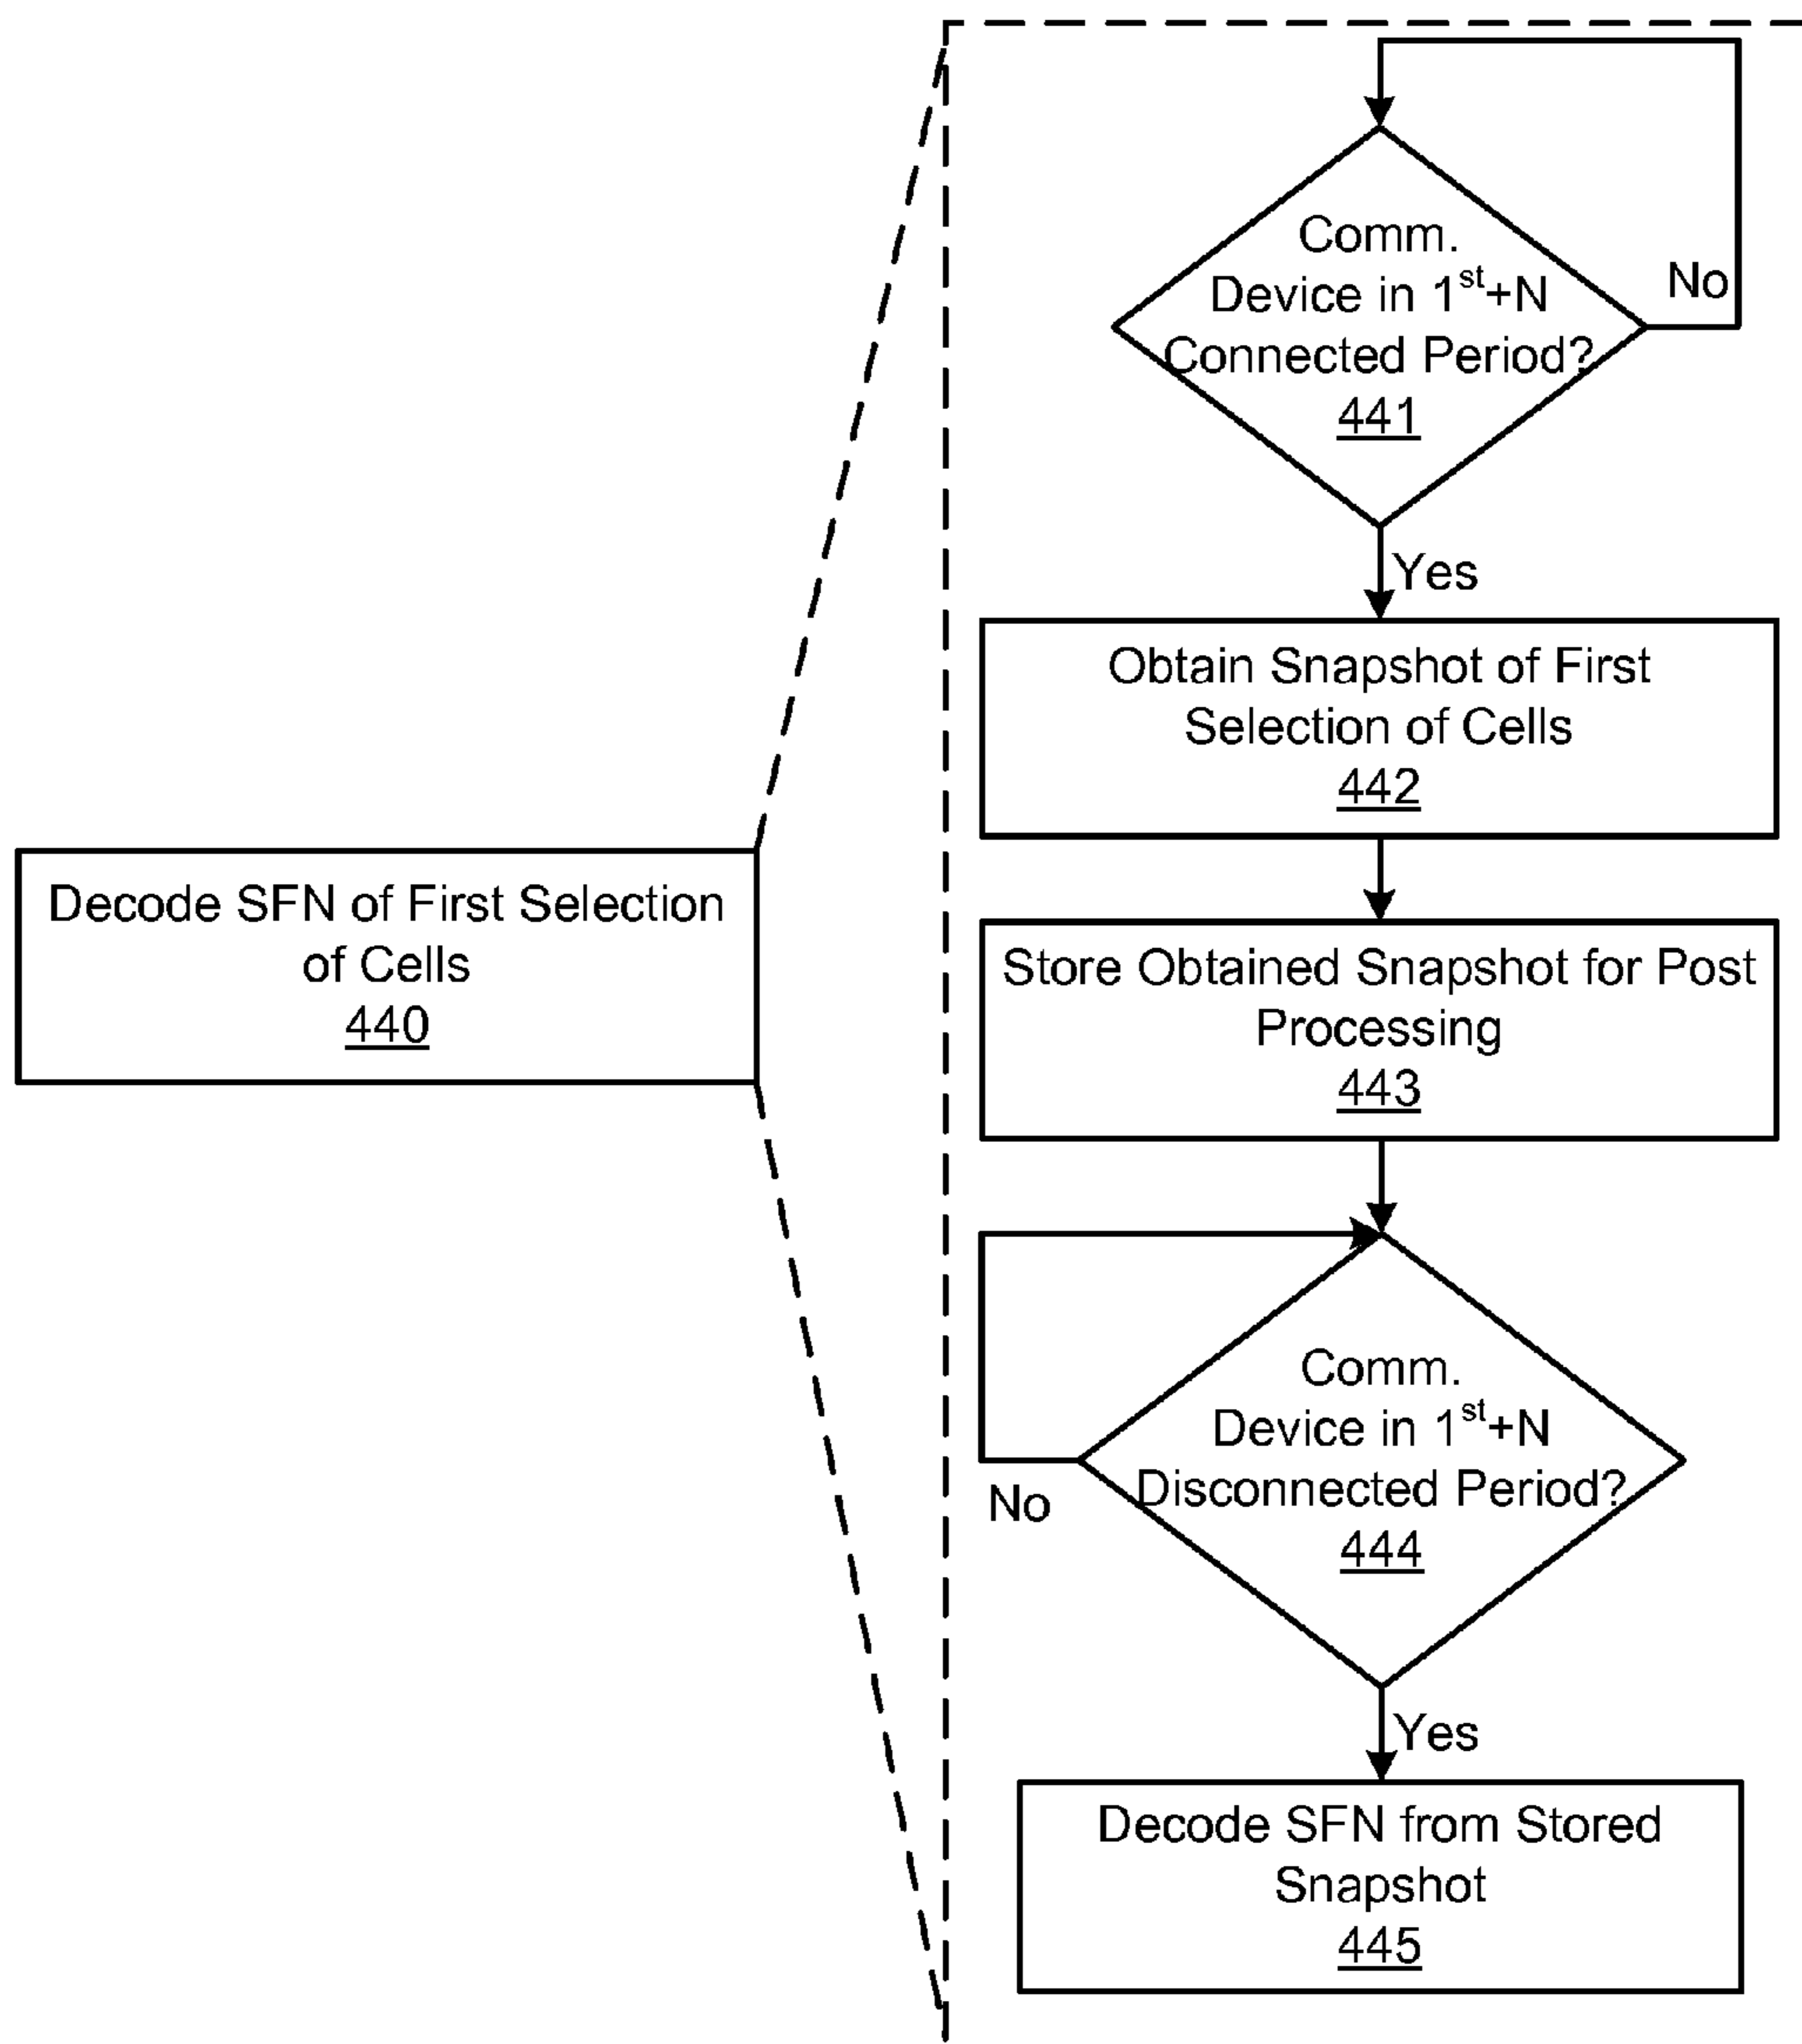 Comm.
Device in 1st+N
Connected Period?
441
No
Yes
Obtain Snapshot of First
Selection of Cells
442
Decode SFN of First Selection
of Cells
440
Store Obtained Snapshot for Post
Processing
443
Comm.
Device in 1st+N
Disconnected Period?
444
No
Yes
Decode SFN from Stored
Snapshot
445